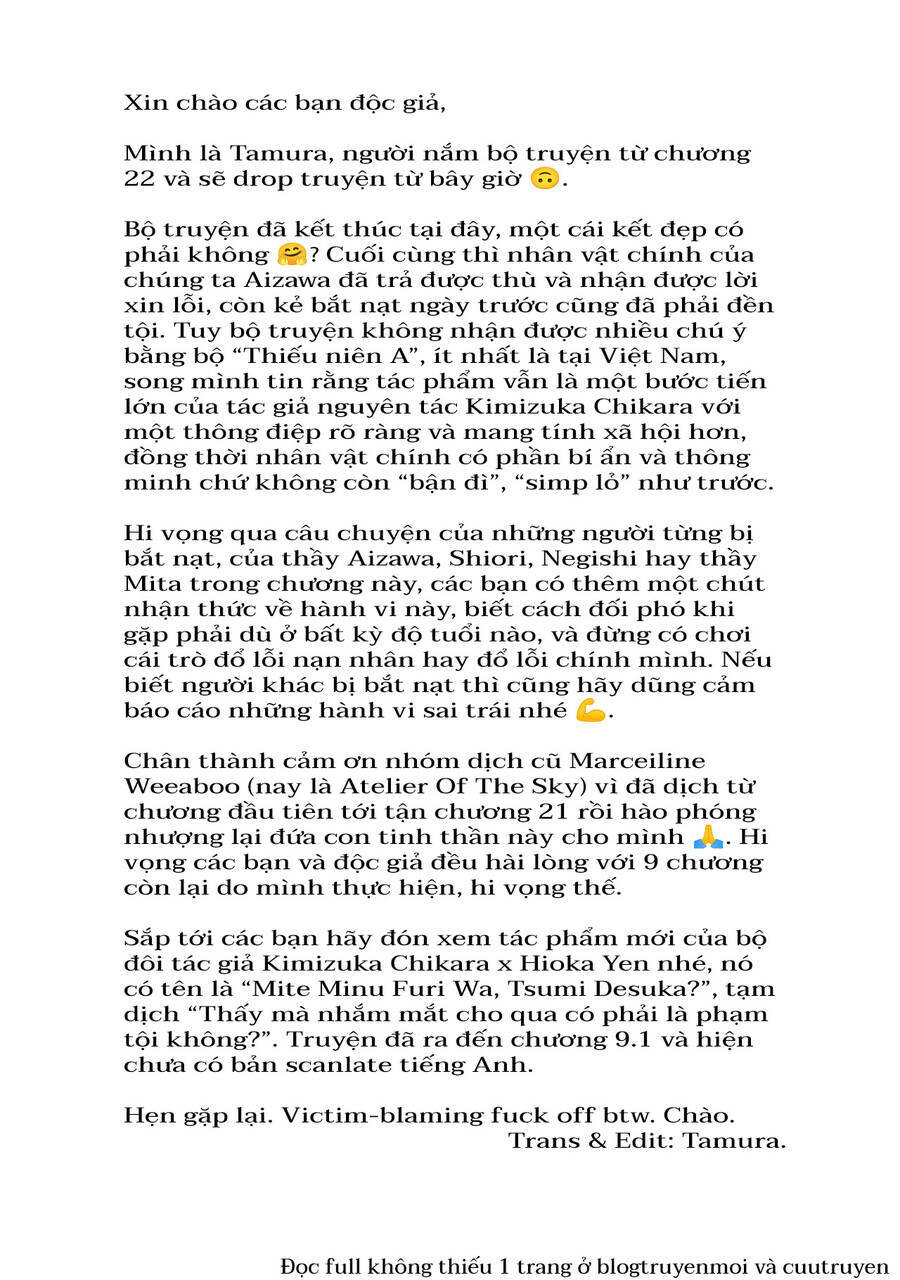 Xin chào các bạn độc giả,
Mình là Tamura, người nắm bộ truyện từ chương
22 và sẽ drop truyện từ bây giờ 🙃.
Bộ truyện đã kết thúc tại đây, một cái kết đẹp có
phải không 🤗? Cuối cùng thì nhân vật chính của
chúng ta Aizawa đã trả được thù và nhận được lời
xin lỗi, còn kẻ bắt nạt ngày trước cũng đã phải đền
tội. Tuy bộ truyện không nhận được nhiều chú ý
bằng bộ “Thiếu niên A”, ít nhất là tại Việt Nam,
song mình tin rằng tác phẩm vẫn là một bước tiến
lớn của tác giả nguyên tác Kimizuka Chikara với
một thông điệp rõ ràng và mang tính xã hội hơn,
đồng thời nhân vật chính có phần bí ẩn và thông
minh chứ không còn “bận đì”, “simp lỏ” như trước.
Hi vọng qua câu chuyện của những người từng bị
bắt nạt, của thầy Aizawa, Shiori, Negishi hay thầy
Mita trong chương này, các bạn có thêm một chút
nhận thức về hành vi này, biết cách đối phó khi
gặp phải dù ở bất kỳ độ tuổi nào, và đừng có chơi
cái trò đổ lỗi nạn nhân hay đổ lỗi chính mình. Nếu
biết người khác bị bắt nạt thì cũng hãy dũng cảm
báo cáo những hành vi sai trái nhé 💪.
Chân thành cảm ơn nhóm dịch cũ Marceiline
Weeaboo (nay là Atelier Of The Sky) vì đã dịch từ
chương đầu tiên tới tận chương 21 rồi hào phóng
nhượng lại đứa con tinh thần này cho mình 🙏. Hi
vọng các bạn và độc giả đều hài lòng với 9 chương
còn lại do mình thực hiện, hi vọng thế.
Sắp tới các bạn hãy đón xem tác phẩm mới của bộ
đôi tác giả Kimizuka Chikara x Hioka Yen nhé, nó
có tên là “Mite Minu Furi Wa, Tsumi Desuka?”, tạm
dịch “Thấy mà nhắm mắt cho qua có phải là phạm
tội không?”. Truyện đã ra đến chương 9.1 và hiện
chưa có bản scanlate tiếng Anh.
Hẹn gặp lại. Victim-blaming fuck off btw. Chào.
Trans & Edit: Tamura.
Đọc full không thiếu 1 trang ở blogtruyenmoi và cuutruyen